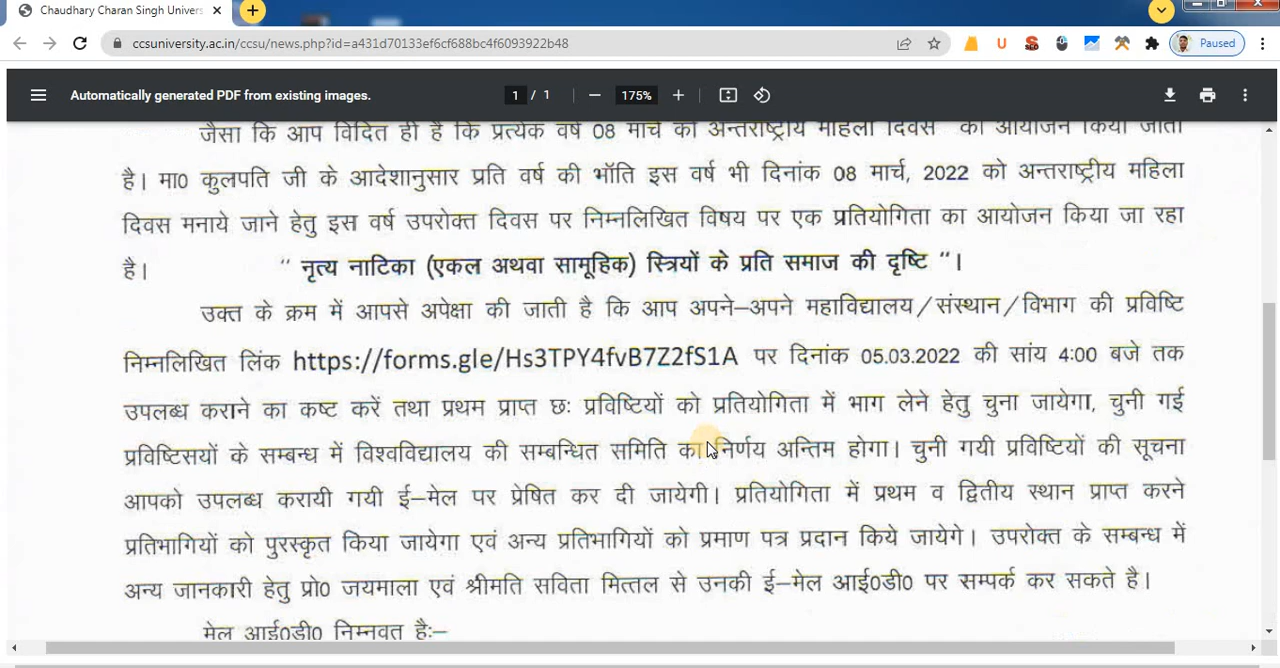 Chaudhary Charan Singh Univers
ccsuniversity.ac.in/ccsu/news.php?id=a431d70133ef6cf688bc4f6093922b48
Paused
Automatically generated PDF from existing images.
1 / 1
175%
जैसा कि आप विदित ही है कि प्रत्येक वर्ष 08 मार्च को अन्तराष्ट्रीय महिला दिवस का आयोजन किया जाता
है। मा0 कुलपति जी के आदेशानुसार प्रति वर्ष की भाँति इस वर्ष भी दिनांक 08 मार्च, 2022 को अन्तराष्ट्रीय महिला
दिवस मनाये जाने हेतु इस वर्ष उपरोक्त दिवस पर निम्नलिखित विषय पर एक प्रतियोगिता का आयोजन किया जा रहा
है। " नृत्य नाटिका (एकल अथवा सामूहिक) स्त्रियों के प्रति समाज की दृष्टि "।
उक्त के क्रम में आपसे अपेक्षा की जाती है कि आप अपने–अपने महाविद्यालय/संस्थान/विभाग की प्रविष्टि
निम्नलिखित लिंक https://forms.gle/Hs3TPY4fvB7Z2fS1A पर दिनांक 05.03.2022 की सांय 4:00 बजे तक
उपलब्ध कराने का कष्ट करें तथा प्रथम प्राप्त छः प्रविष्टियों को प्रतियोगिता में भाग लेने हेतु चुना जायेगा, चुनी गई
प्रविष्टिसयों के सम्बन्ध में विश्वविद्यालय की सम्बन्धित समिति का निर्णय अन्तिम होगा। चुनी गयी प्रविष्टियों की सूचना
आपको उपलब्ध करायी गयी ई–मेल पर प्रेषित कर दी जायेगी। प्रतियोगिता में प्रथम व द्वितीय स्थान प्राप्त करने
प्रतिभागियों को पुरस्कृत किया जायेगा एवं अन्य प्रतिभागियों को प्रमाण पत्र प्रदान किये जायेगे। उपरोक्त के सम्बन्ध में
अन्य जानकारी हेतु प्रो0 जयमाला एवं श्रीमति सविता मित्तल से उनकी ई–मेल आई0डी0 पर सम्पर्क कर सकते है।
मेल आई0डी0 निम्नवत है:–